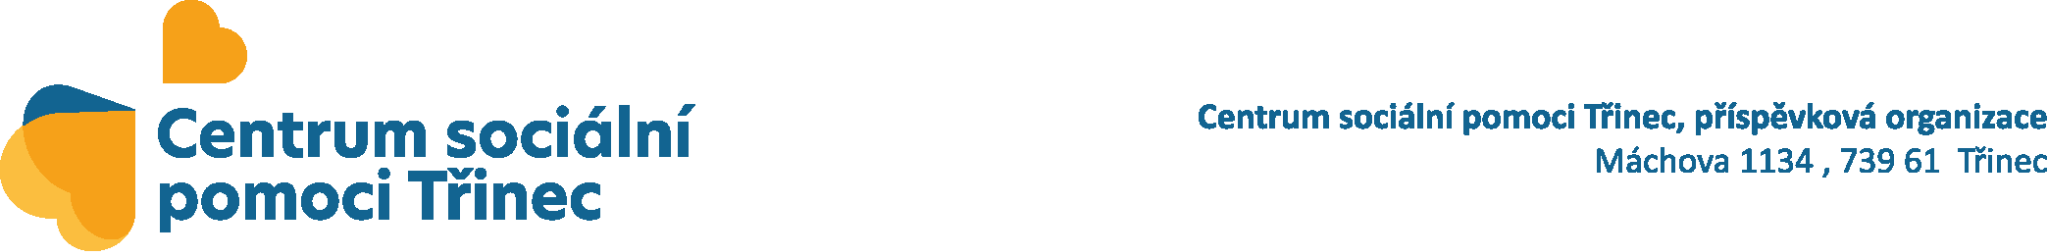 Centrum sociální
pomoci Třinec
Centrum sociální pomoci Třinec, příspěvková organizace
Máchova 1134 , 739 61  Třinec